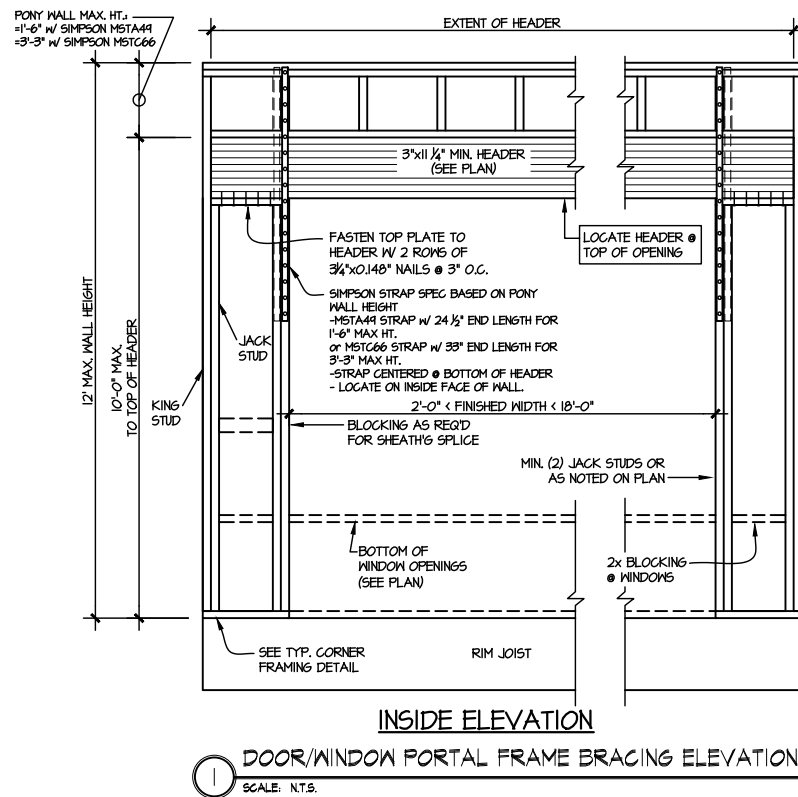 PONY WALL MAX. HT.:
=1'-6" W/ SIMPSON MSTA49
=3'-3" W/ SIMPSON MSTC66
EXTENT OF HEADER
3"x11 1/4" MIN. HEADER
(SEE PLAN)
FASTEN TOP PLATE TO
HEADER W/ 2 ROWS OF
3 1/4"x0.148" NAILS @ 3" O.C.
LOCATE HEADER @
TOP OF OPENING
SIMPSON STRAP SPEC BASED ON PONY
WALL HEIGHT
-MSTA49 STRAP w/ 24 1/2" END LENGTH FOR
1'-6" MAX HT.
or MSTC66 STRAP w/ 33" END LENGTH FOR
3'-3" MAX HT.
-STRAP CENTERED @ BOTTOM OF HEADER
- LOCATE ON INSIDE FACE OF WALL.
12' MAX. WALL HEIGHT
10'-0" MAX.
TO TOP OF HEADER
JACK
STUD
KING
STUD
2'-0" < FINISHED WIDTH < 18'-0"
BLOCKING AS REQ'D
FOR SHEATH'G SPLICE
MIN. (2) JACK STUDS OR
AS NOTED ON PLAN
BOTTOM OF
WINDOW OPENINGS
(SEE PLAN)
2x BLOCKING
@ WINDOWS
SEE TYP. CORNER
FRAMING DETAIL
RIM JOIST
INSIDE ELEVATION
1 DOOR/WINDOW PORTAL FRAME BRACING ELEVATION
SCALE: N.T.S.